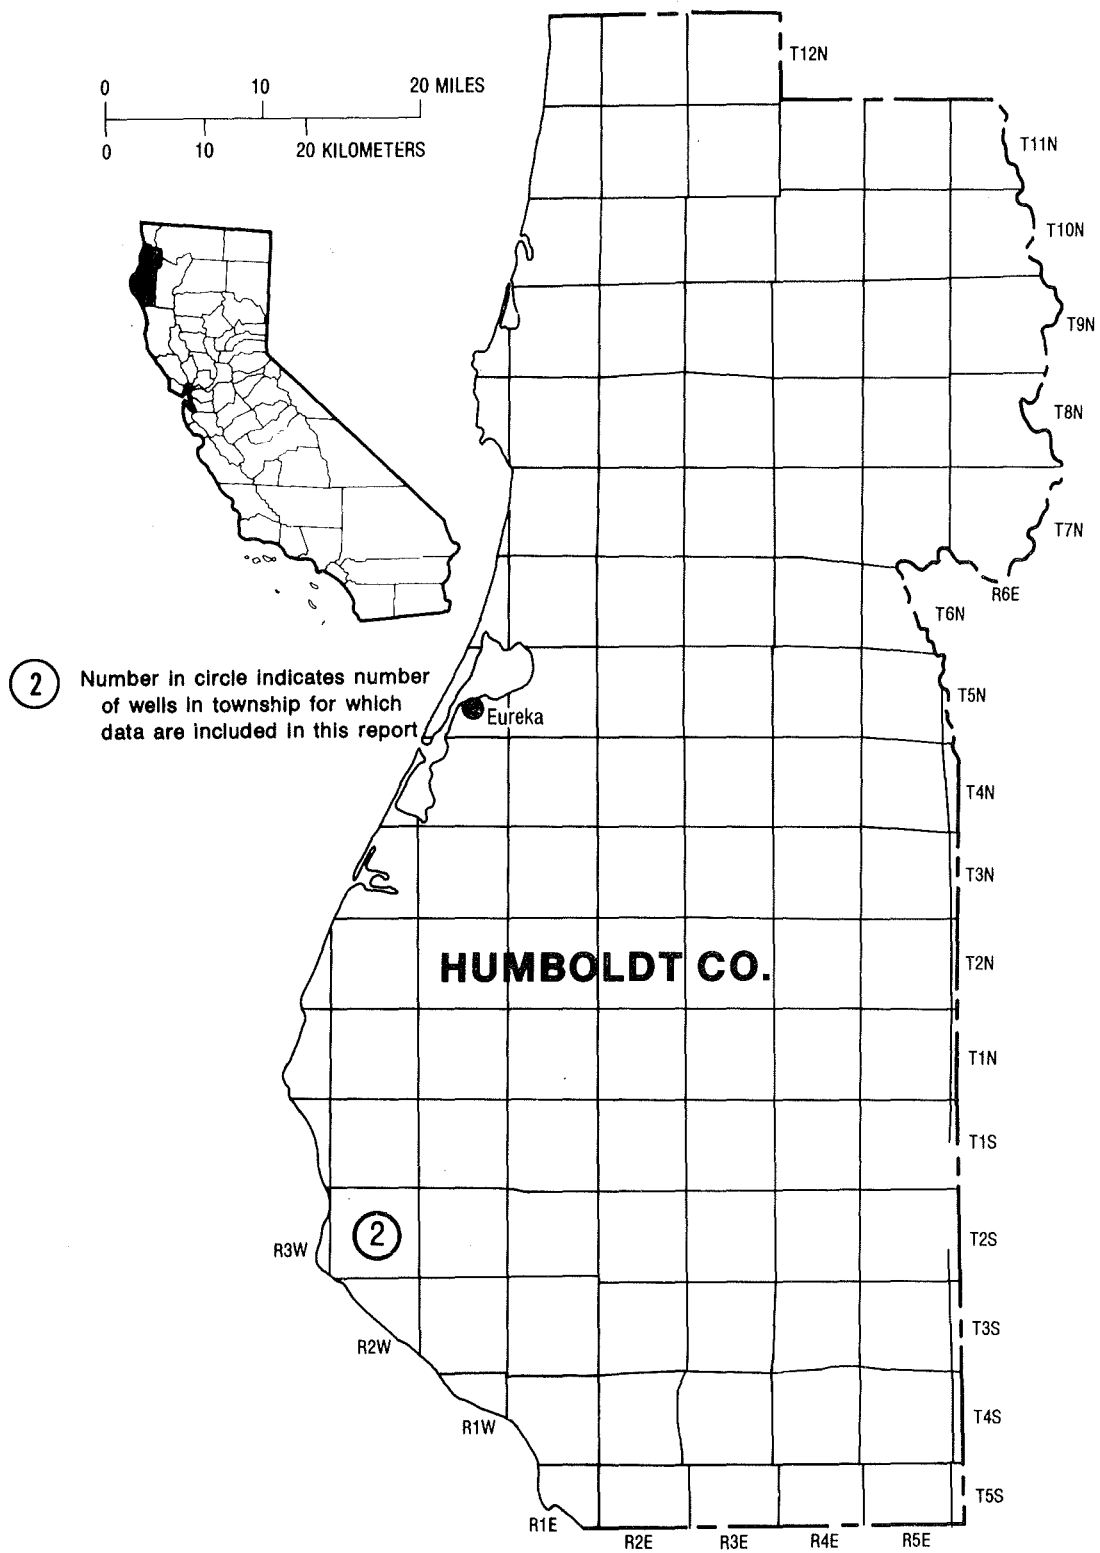 T12N
0 10 20 MILES
0 10 20 KILOMETERS
T11N
T10N
T9N
T8N
T7N
R6E
T6N
2 Number in circle indicates number
of wells in township for which
data are included in this report
T5N
Eureka
T4N
T3N
HUMBOLDT CO.
T2N
T1N
T1S
2
T2S
R3W
T3S
R2W
T4S
R1W
T5S
R1E
R2E R3E R4E R5E